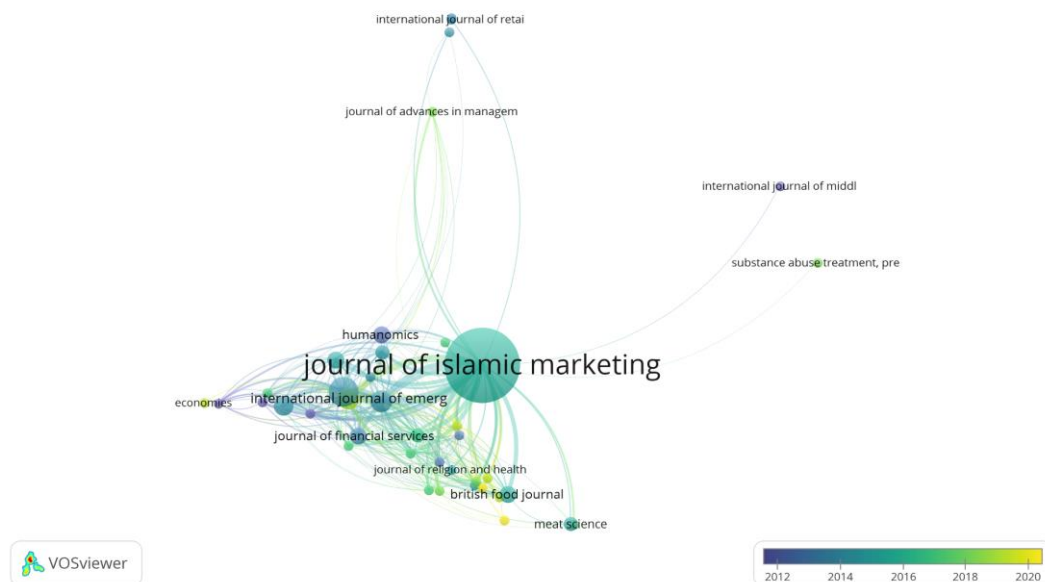 international journal of retai
journal of advances in managem
international journal of middl
substance abuse treatment, pre
humanomics
journal of islamic marketing
international journal of emerg
economies
journal of financial services
journal of religion and health
british food journal
meat science
VOSviewer
2012 2014 2016 2018 2020